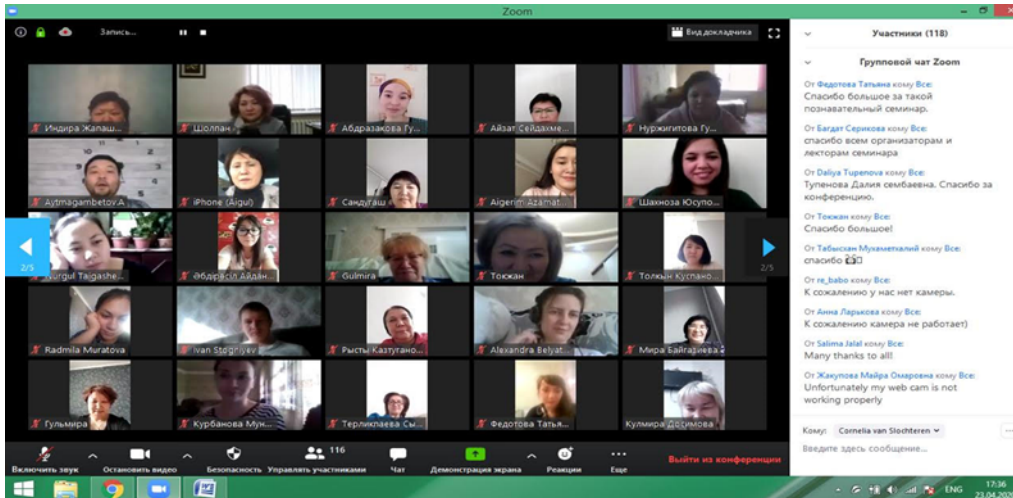 Zoom
Запись...
Вид докладчика
Индира Жапаш...
Шолпан
Абдразакова Гу...
Айзат Сейдахме...
Нуржигитова Гу...
Aytmagambetov.A
iPhone (Aigul)
Сандугаш
Aigerim Azamat...
Шахноза Юсупо...
Nurgul Taigashe...
Әбдірәсіл Айдан...
Gulmira
Токжан
Толкын Куспано...
2/5
2/5
Radmila Muratova
Ivan Stogniyev
Рысты Казтугано...
Alexandra Belyat...
Мира Байгазиева
Гульмира
Курбанова Мун...
Терликпаева Сы...
Федотова Татья...
Кулмира Досимова
Включить звук
Остановить видео
Безопасность
116
Управлять участниками
Чат
Демонстрация экрана
Реакции
Еще
Выйти из конференции
Участники (118)
Групповой чат Zoom
От Федотова Татьяна кому Все:
Спасибо большое за такой
познавательный семинар.
От Багдат Серикова кому Все:
спасибо всем организаторам и
лекторам семинара
От Daliya Tupenova кому Все:
Тупенова Далия сембаевна. Спасибо за
конференцию.
От Токжан кому Все:
Спасибо большое!
От Табысхан Мухаметкалий кому Все:
спасибо
От re_babo кому Все:
К сожалению у нас нет камеры.
От Анна Ларькова кому Все:
К сожалению камера не работает)
От Salima Jalal кому Все:
Many thanks to all!
От Жакупова Майра Омаровна кому Все:
Unfortunately my web cam is not
working properly
Кому: Cornelia van Slochteren
Введите здесь сообщение...
ENG
17:36
23.04.2020